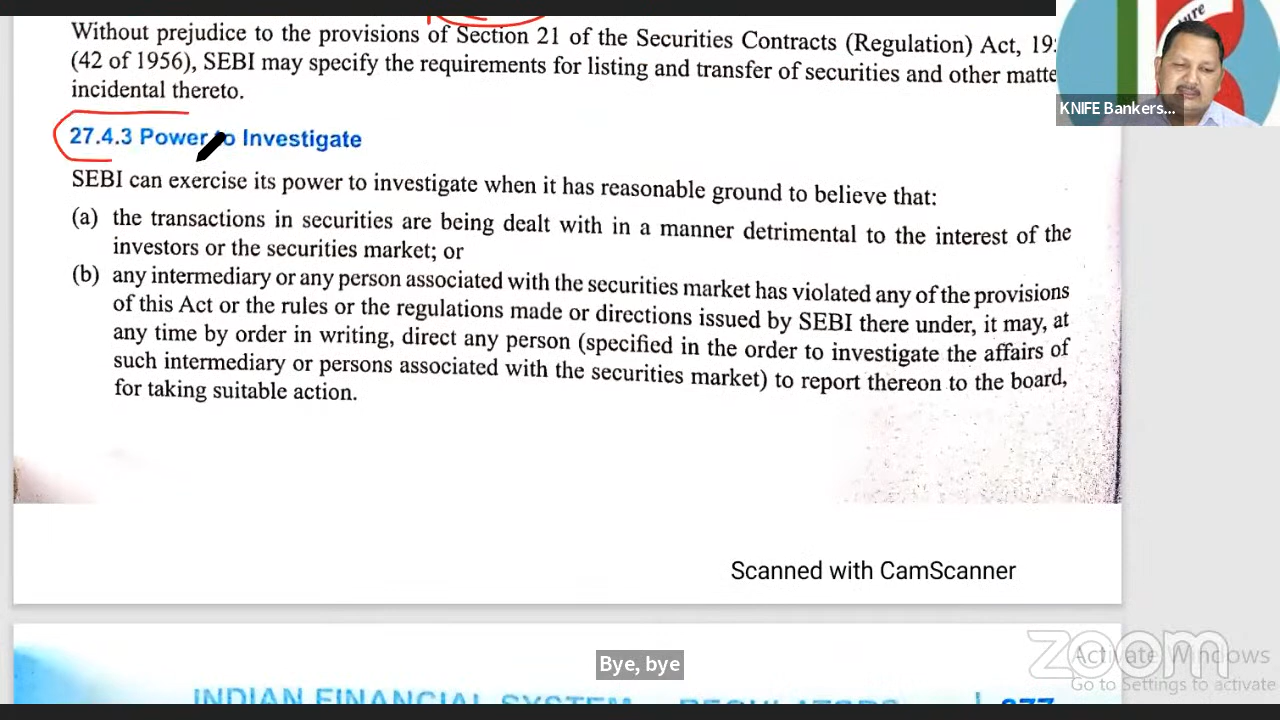 Without prejudice to the provisions of Section 21 of the Securities Contracts (Regulation) Act, 19
(42 of 1956), SEBI may specify the requirements for listing and transfer of securities and other matte
incidental thereto.
27.4.3 Power to Investigate
SEBI can exercise its power to investigate when it has reasonable ground to believe that:
(a) the transactions in securities are being dealt with in a manner detrimental to the interest of the
investors or the securities market; or
(b) any intermediary or any person associated with the securities market has violated any of the provisions
of this Act or the rules or the regulations made or directions issued by SEBI there under, it may, at
any time by order in writing, direct any person (specified in the order to investigate the affairs of
such intermediary or persons associated with the securities market) to report thereon to the board,
for taking suitable action.
KNIFE Bankers...
Scanned with CamScanner
Bye, bye
zoom
Activate Windows
Go to Settings to activate
INDIAN FINANCIAL SYSTEM REGULATORS | 277